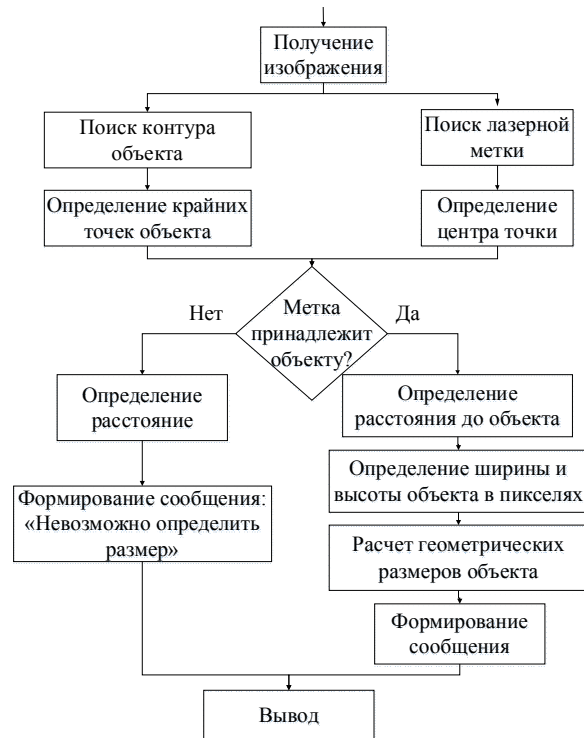 Получение
изображения
Поиск контура
объекта
Поиск лазерной
метки
Определение крайних
точек объекта
Определение
центра точки
Нет
Метка
принадлежит
объекту?
Да
Определение
расстояние
Определение
расстояния до объекта
Формирование сообщения:
«Невозможно определить
размер»
Определение ширины и
высоты объекта в пикселях
Расчет геометрических
размеров объекта
Формирование
сообщения
Вывод